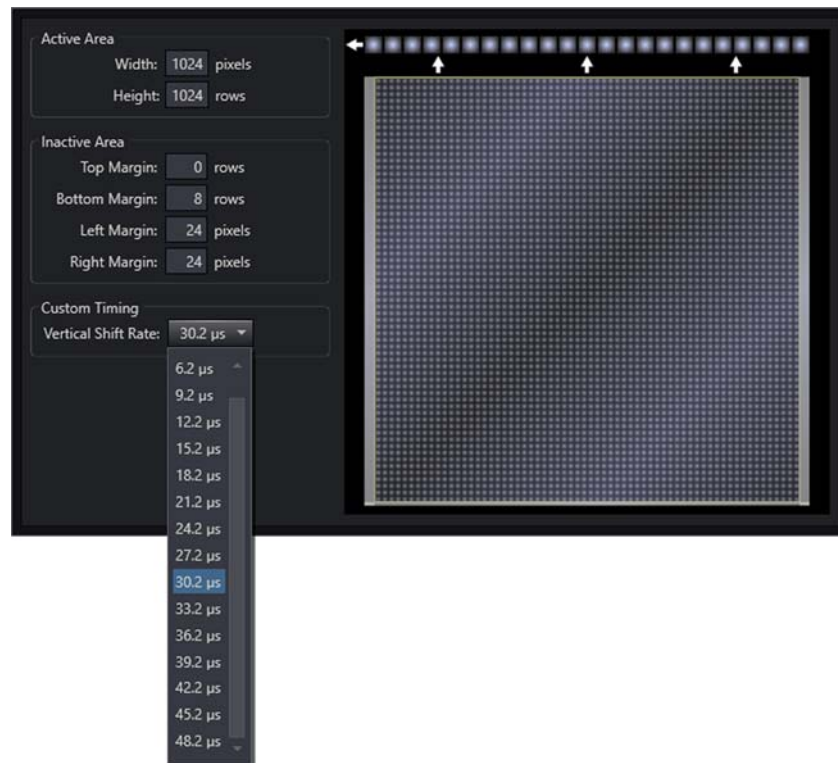 Active Area
Width: 1024 pixels
Height: 1024 rows
Inactive Area
Top Margin: 0 rows
Bottom Margin: 8 rows
Left Margin: 24 pixels
Right Margin: 24 pixels
Custom Timing
Vertical Shift Rate: 30.2 µs
6.2 µs
9.2 µs
12.2 µs
15.2 µs
18.2 µs
21.2 µs
24.2 µs
27.2 µs
30.2 µs
33.2 µs
36.2 µs
39.2 µs
42.2 µs
45.2 µs
48.2 µs